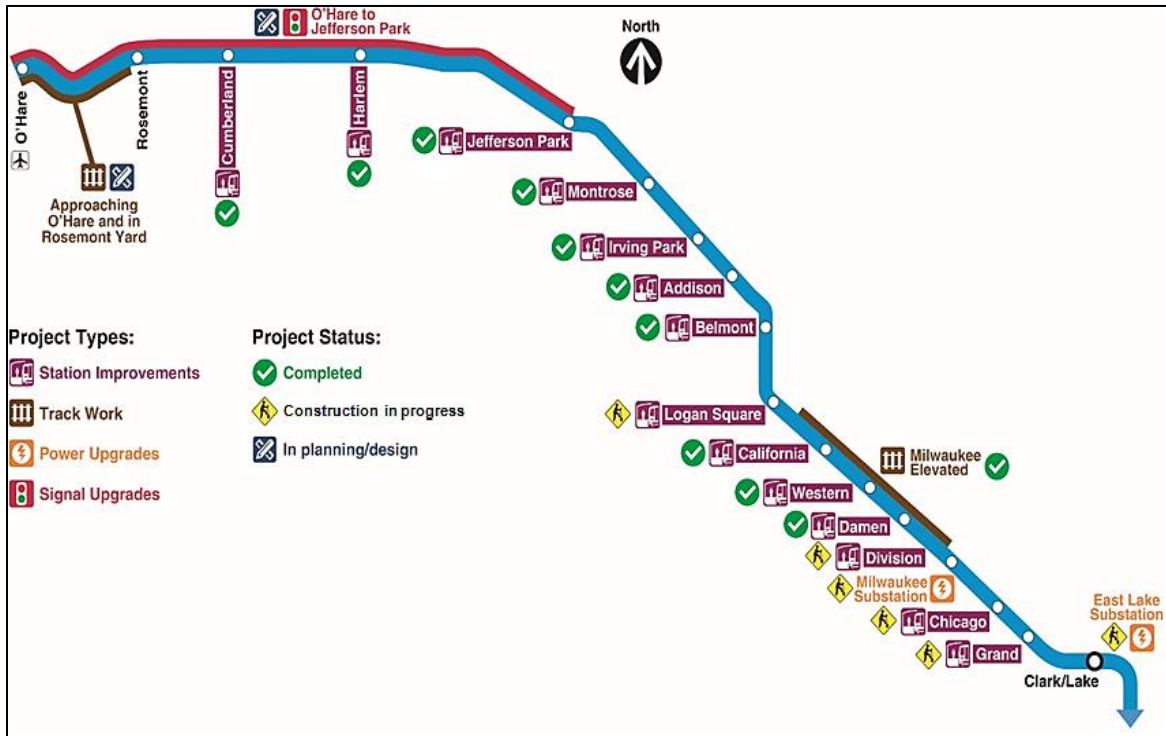 O'Hare to
Jefferson Park
North
O'Hare
Rosemont
Cumberland
Harlem
Jefferson Park
Approaching
O'Hare and in
Rosemont Yard
Montrose
Irving Park
Addison
Belmont
Project Types:
Station Improvements
Track Work
Power Upgrades
Signal Upgrades
Project Status:
Completed
Construction in progress
In planning/design
Logan Square
California
Milwaukee
Elevated
Western
Damen
Division
Milwaukee
Substation
East Lake
Substation
Chicago
Grand
Clark/Lake